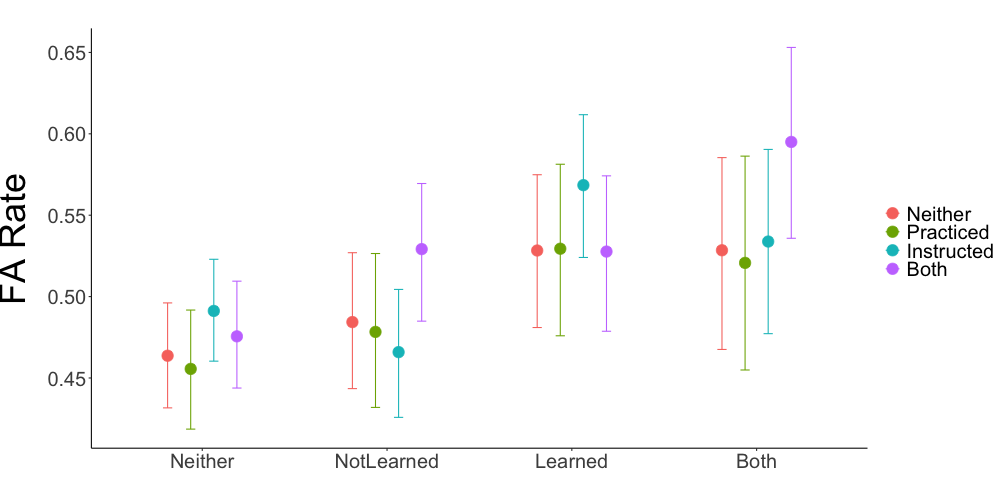 FA Rate
0.65
0.60
0.55
0.50
0.45
Neither NotLearned Learned Both
Neither
Practiced
Instructed
Both